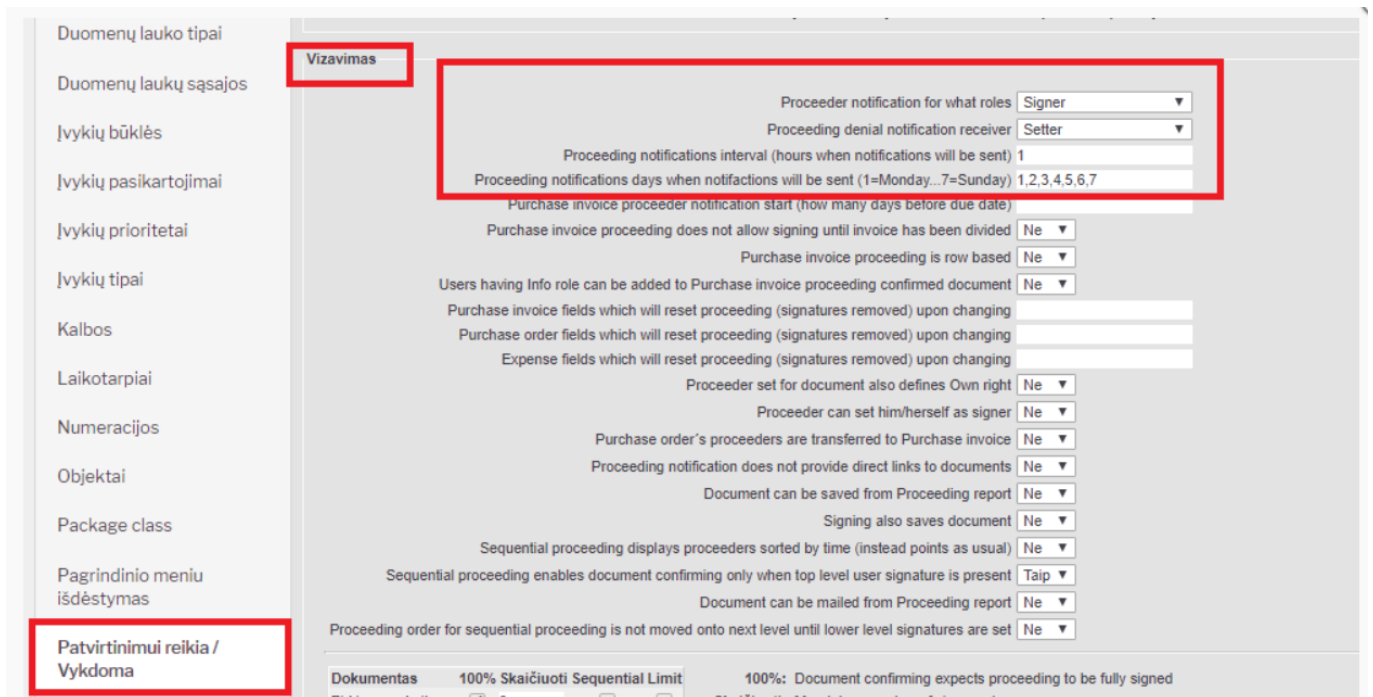 Duomenų lauko tipai
Duomenų laukų sąsajos
Įvykių būklės
Įvykių pasikartojimai
Įvykių prioritetai
Įvykių tipai
Kalbos
Laikotarpiai
Numeracijos
Objektai
Package class
Pagrindinio meniu
išdėstymas
Patvirtinimui reikia /
Vykdoma
Vizavimas
Proceeder notification for what roles Signer
Proceeding denial notification receiver Setter
Proceeding notifications interval (hours when notifications will be sent) 1
Proceeding notifications days when notifactions will be sent (1=Monday...7=Sunday) 1,2,3,4,5,6,7
Purchase invoice proceeder notification start (how many days before due date)
Purchase invoice proceeding does not allow signing until invoice has been divided Ne
Purchase invoice proceeding is row based Ne
Users having Info role can be added to Purchase invoice proceeding confirmed document Ne
Purchase invoice fields which will reset proceeding (signatures removed) upon changing
Purchase order fields which will reset proceeding (signatures removed) upon changing
Expense fields which will reset proceeding (signatures removed) upon changing
Proceeder set for document also defines Own right Ne
Proceeder can set him/herself as signer Ne
Purchase order´s proceeders are transferred to Purchase invoice Ne
Proceeding notification does not provide direct links to documents Ne
Document can be saved from Proceeding report Ne
Signing also saves document Ne
Sequential proceeding displays proceeders sorted by time (instead points as usual) Ne
Sequential proceeding enables document confirming only when top level user signature is present Taip
Document can be mailed from Proceeding report Ne
Proceeding order for sequential proceeding is not moved onto next level until lower level signatures are set Ne
Dokumentas 100% Skaičiuoti Sequential Limit 100%: Document confirming expects proceeding to be fully signed